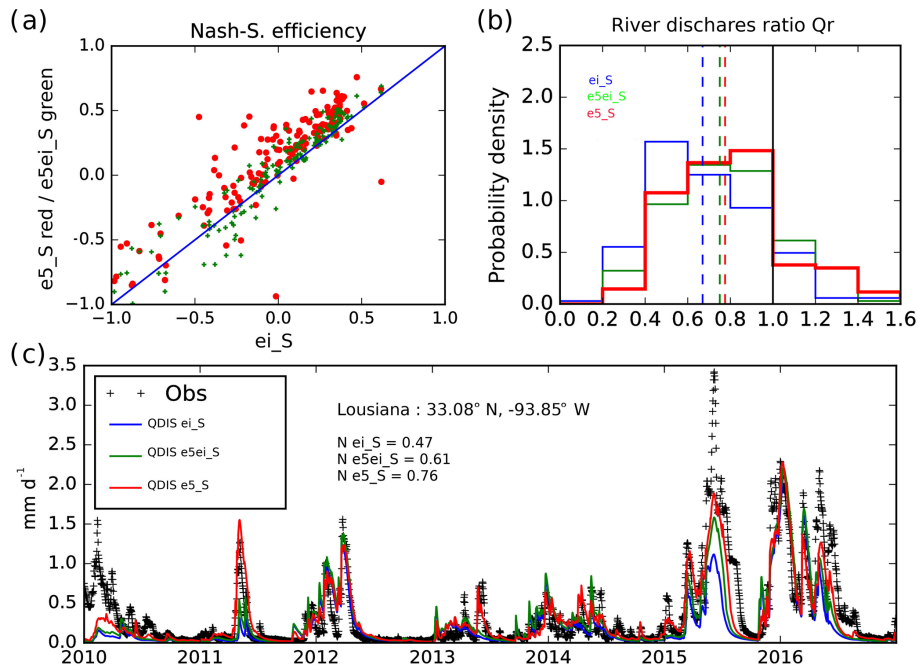 (a)
Nash-S. efficiency
e5_S red / e5ei_S green
1.0
0.5
0.0
−0.5
−1.0
−1.0
−0.5
0.0
0.5
1.0
ei_S
(b)
River dischares ratio Qr
Probability density
2.5
2.0
1.5
1.0
0.5
0.0
ei_S
e5ei_S
e5_S
0.0
0.2
0.4
0.6
0.8
1.0
1.2
1.4
1.6
(c)
mm d⁻¹
3.5
3.0
2.5
2.0
1.5
1.0
0.5
0.0
Obs
QDIS ei_S
QDIS e5ei_S
QDIS e5_S
Lousiana : 33.08° N, -93.85° W
N ei_S = 0.47
N e5ei_S = 0.61
N e5_S = 0.76
2010
2011
2012
2013
2014
2015
2016